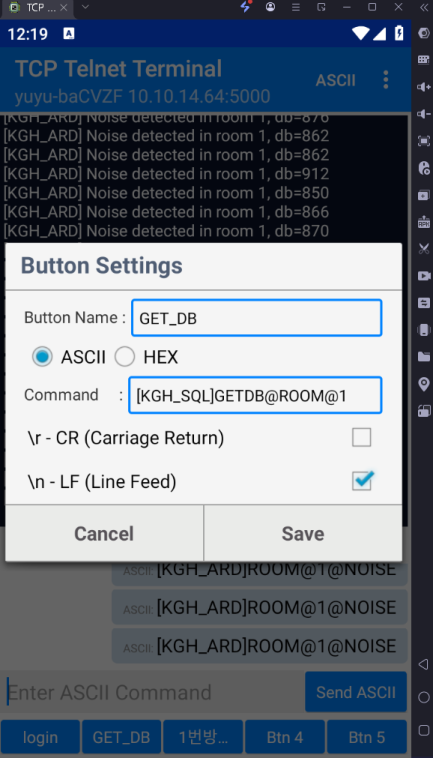 TCP ...
12:19 A
TCP Telnet Terminal
ASCII
yuyu-baCVZF 10.10.14.64:5000
[KGH_ARD] Noise detected in room 1, db=876
[KGH_ARD] Noise detected in room 1, db=862
[KGH_ARD] Noise detected in room 1, db=862
[KGH_ARD] Noise detected in room 1, db=912
[KGH_ARD] Noise detected in room 1, db=850
[KGH_ARD] Noise detected in room 1, db=866
[KGH_ARD] Noise detected in room 1, db=870
Button Settings
Button Name : GET_DB
ASCII HEX
Command : [KGH_SQL]GETDB@ROOM@1
\r - CR (Carriage Return)
\n - LF (Line Feed)
Cancel Save
ASCII: [KGH_ARD]ROOM@1@NOISE
ASCII: [KGH_ARD]ROOM@1@NOISE
ASCII: [KGH_ARD]ROOM@1@NOISE
Enter ASCII Command Send ASCII
login GET_DB 1번방... Btn 4 Btn 5